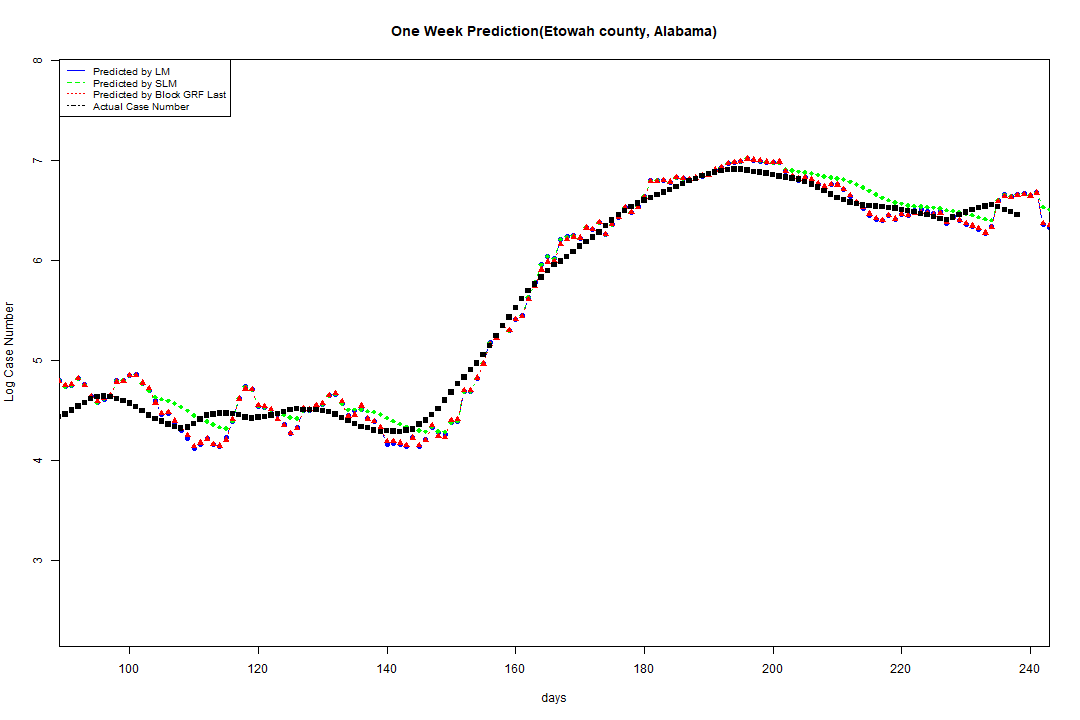 One Week Prediction(Etowah county, Alabama)
Predicted by LM
Predicted by SLM
Predicted by Block GRF Last
Actual Case Number
8
7
6
5
4
3
Log Case Number
100 120 140 160 180 200 220 240
days